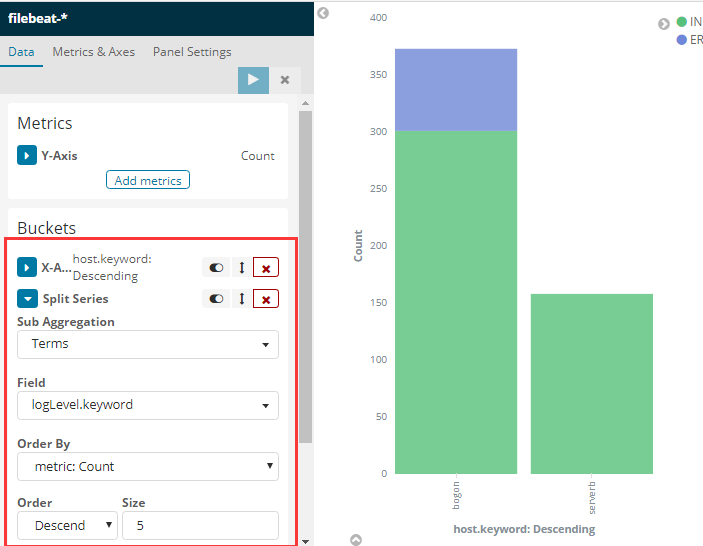 filebeat-*
Data Metrics & Axes Panel Settings
Metrics
Y-Axis Count
Add metrics
Buckets
X-A... host.keyword: Descending
Split Series
Sub Aggregation
Terms
Field
logLevel.keyword
Order By
metric: Count
Order Size
Descend 5
400
350
300
250
200
150
100
50
0
Count
bogon
serverb
host.keyword: Descending
IN
ER